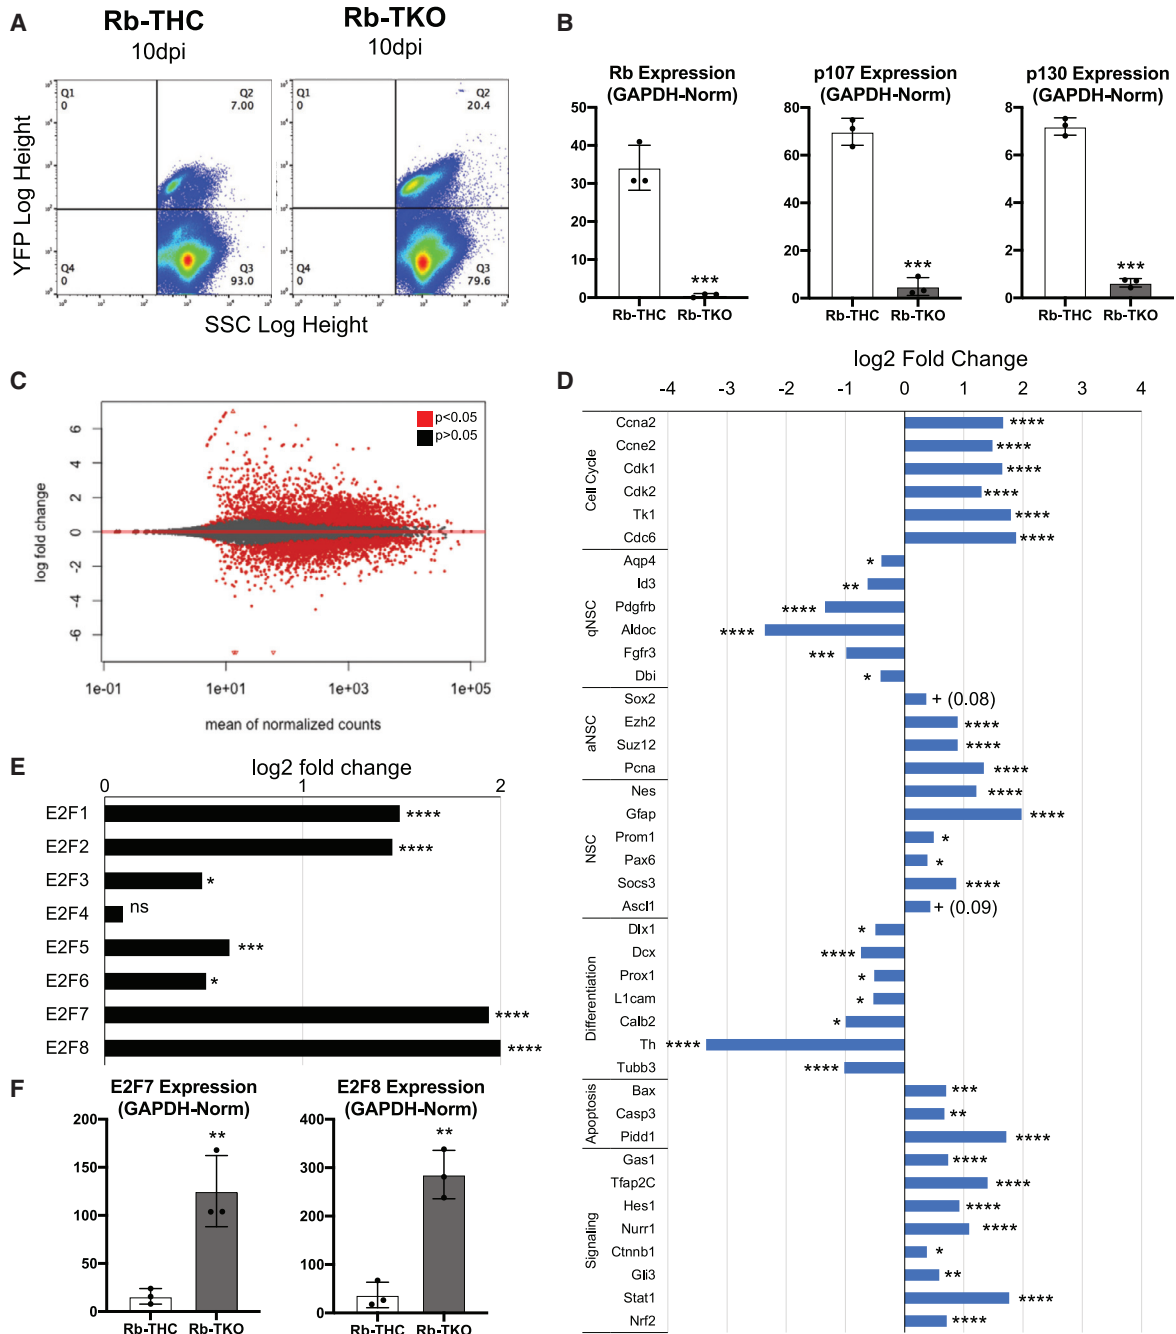 A
Rb-THC
10dpi
Rb-TKO
10dpi
Q1
0
Q2
7.00
Q4
0
Q3
93.0
Q1
0
Q2
20.4
Q4
0
Q3
79.6
YFP Log Height
SSC Log Height
B
Rb Expression
(GAPDH-Norm)
50
40
30
20
10
0
***
Rb-THC Rb-TKO
p107 Expression
(GAPDH-Norm)
80
60
40
20
0
***
Rb-THC Rb-TKO
p130 Expression
(GAPDH-Norm)
8
6
4
2
0
***
Rb-THC Rb-TKO
C
p<0.05
p>0.05
log fold change
6
4
2
0
-2
-4
-6
1e-01 1e+01 1e+03 1e+05
mean of normalized counts
D
log2 Fold Change
-4 -3 -2 -1 0 1 2 3 4
Cell Cycle
Ccna2 ****
Ccne2 ****
Cdk1 ****
Cdk2 ****
Tk1 ****
Cdc6 ****
qNSC
Aqp4 *
Id3 **
Pdgfrb ****
Aldoc ****
Fgfr3 ***
Dbi *
aNSC
Sox2 + (0.08)
Ezh2 ****
Suz12 ****
Pcna ****
NSC
Nes ****
Gfap ****
Prom1 *
Pax6 *
Socs3 ****
Ascl1 + (0.09)
Differentiation
Dlx1 *
Dcx ****
Prox1 *
L1cam *
Calb2 *
Th ****
Tubb3 ****
Apoptosis
Bax ***
Casp3 **
Pidd1 ****
Signaling
Gas1 ****
Tfap2C ****
Hes1 ****
Nurr1 ****
Ctnnb1 *
Gli3 **
Stat1 ****
Nrf2 ****
E
log2 fold change
0 1 2
E2F1 ****
E2F2 ****
E2F3 *
E2F4 ns
E2F5 ***
E2F6 *
E2F7 ****
E2F8 ****
F
E2F7 Expression
(GAPDH-Norm)
200
150
100
50
0
**
Rb-THC Rb-TKO
E2F8 Expression
(GAPDH-Norm)
400
300
200
100
0
**
Rb-THC Rb-TKO